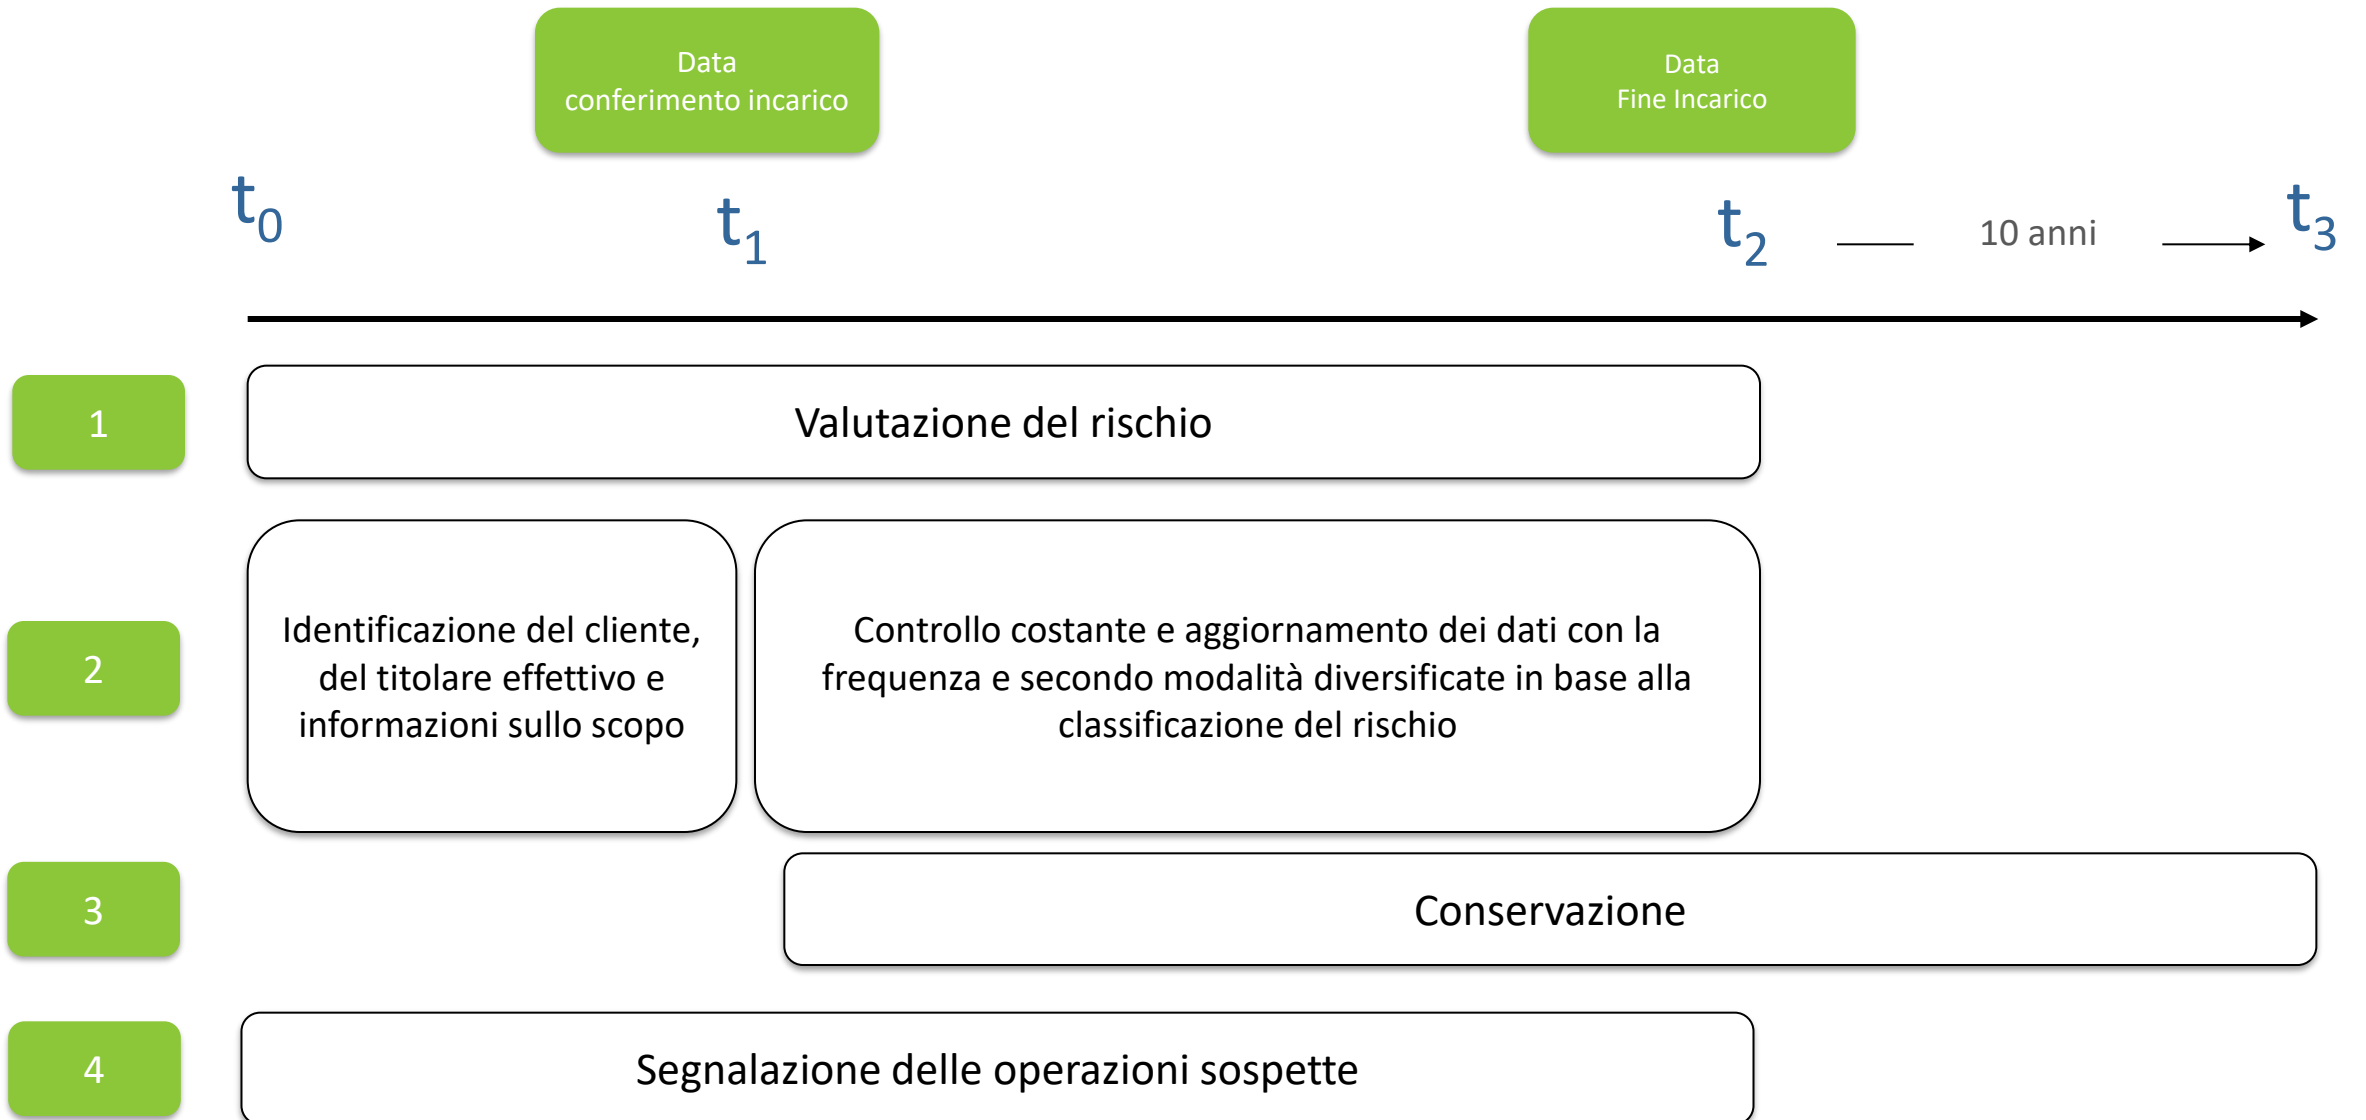 Data
conferimento incarico
Data
Fine Incarico
t0
t1
t2
10 anni
t3
1
Valutazione del rischio
2
Identificazione del cliente,
del titolare effettivo e
informazioni sullo scopo
Controllo costante e aggiornamento dei dati con la
frequenza e secondo modalità diversificate in base alla
classificazione del rischio
3
Conservazione
4
Segnalazione delle operazioni sospette